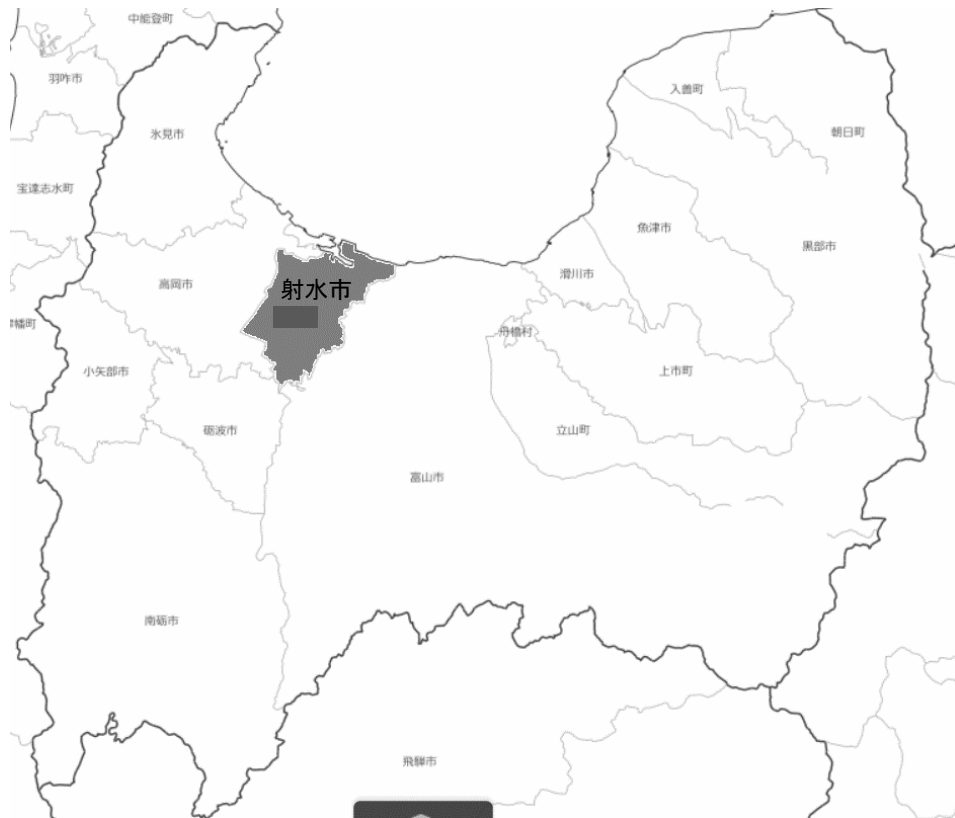 中能登町
羽咋市
入善町
氷見市
朝日町
宝達志水町
魚津市
黒部市
滑川市
高岡市
射水市
幡町
舟橋村
小矢部市
上市町
砺波市
立山町
富山市
南砺市
飛騨市